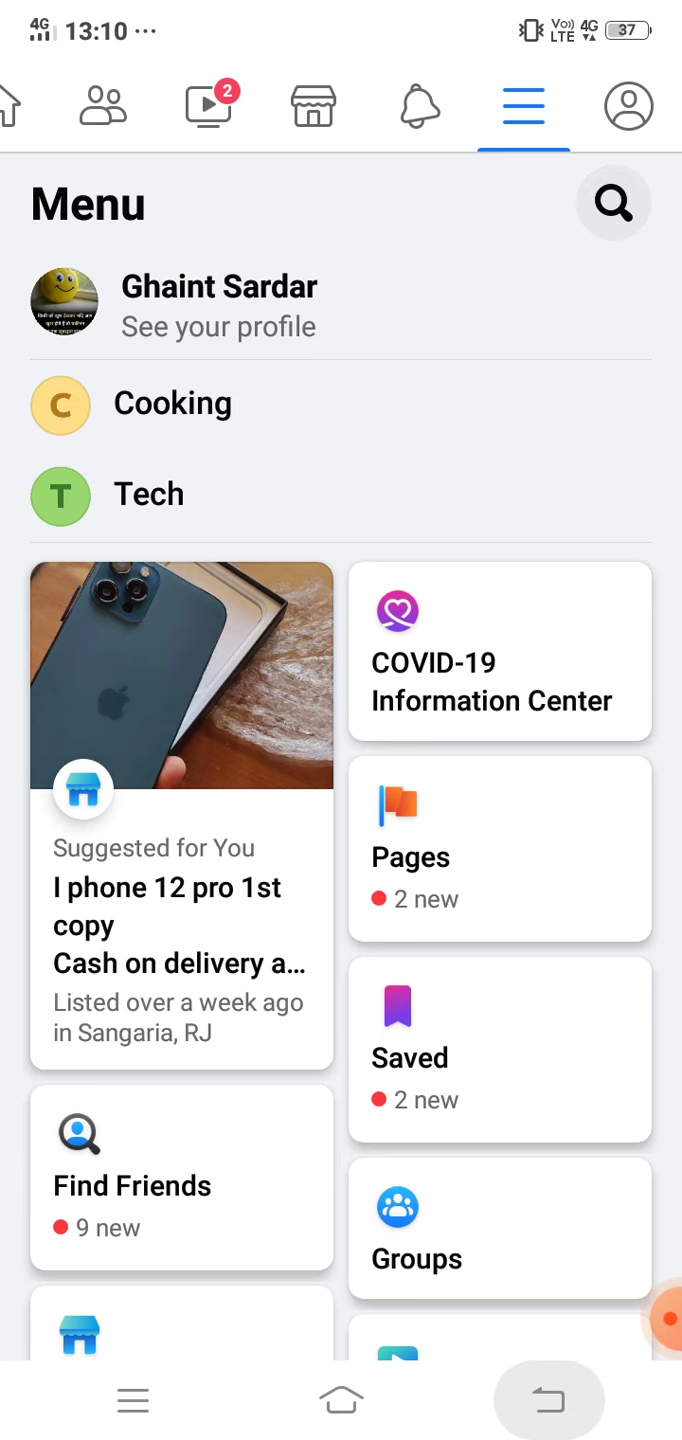 4G 13:10 ...
Vo)) LTE 4G 37
2
Menu
Ghaint Sardar
See your profile
C Cooking
T Tech
COVID-19
Information Center
Suggested for You
I phone 12 pro 1st
copy
Cash on delivery a...
Listed over a week ago
in Sangaria, RJ
Pages
2 new
Saved
2 new
Find Friends
9 new
Groups